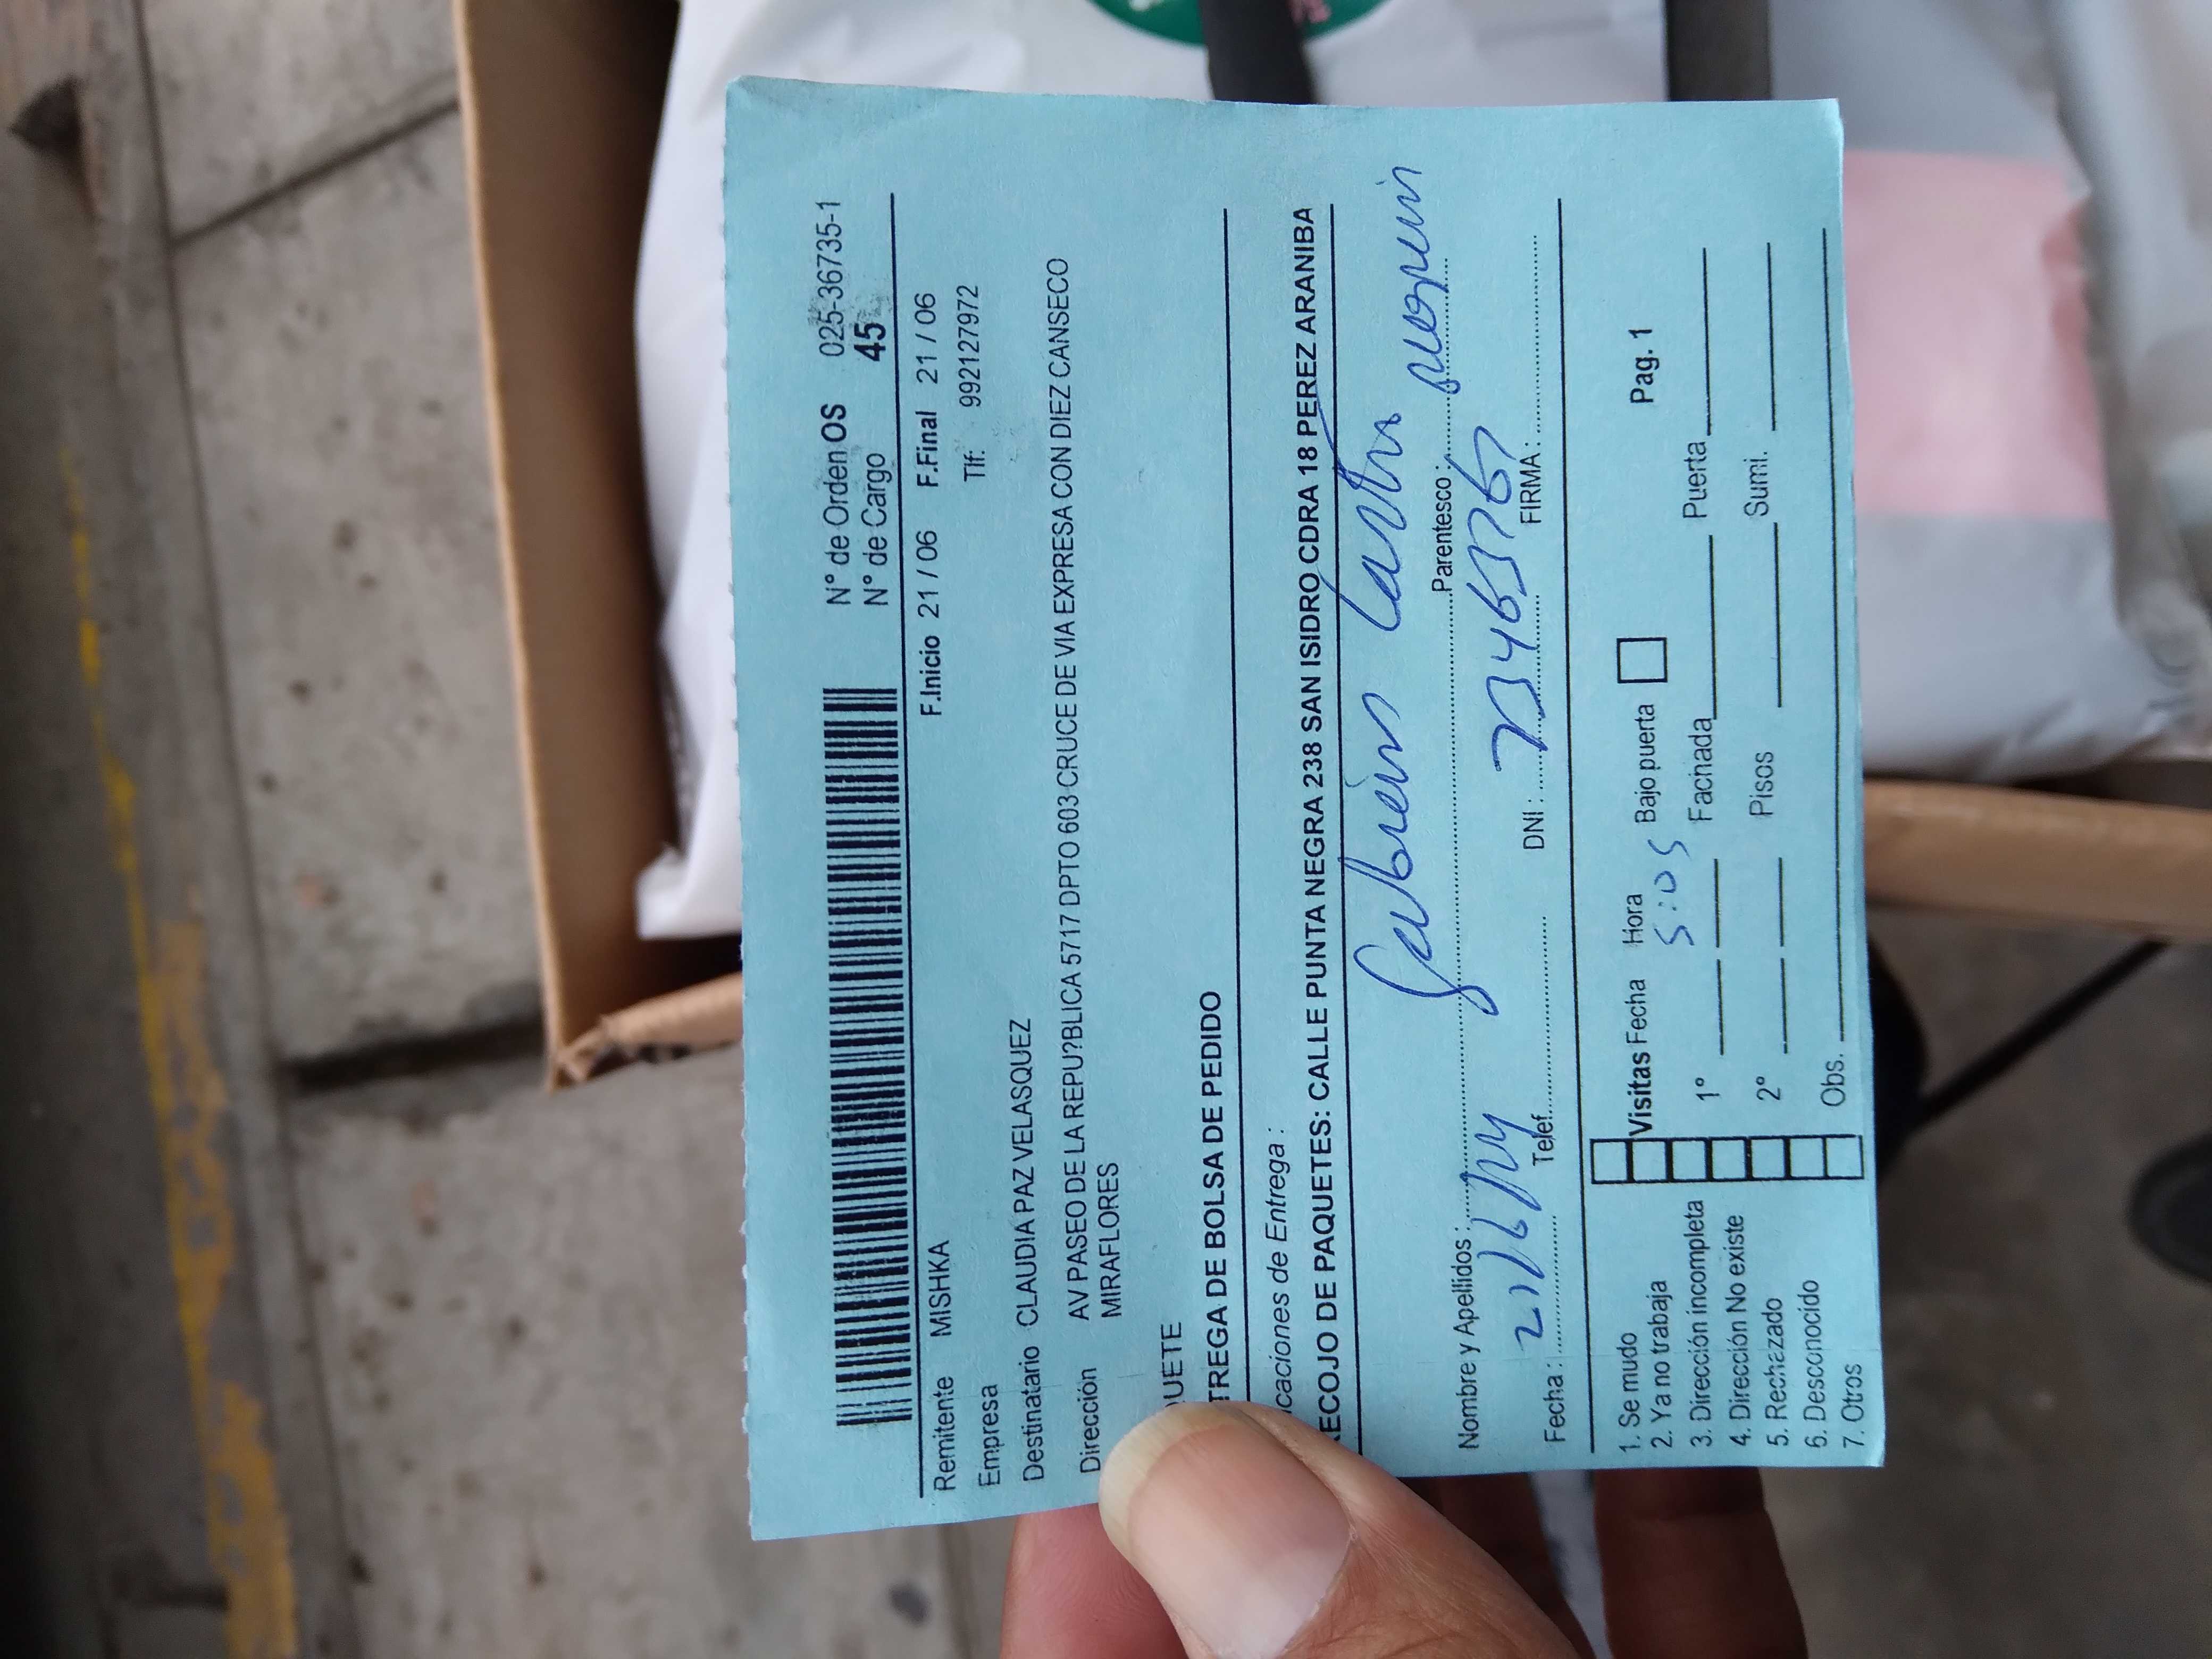 N° de Orden OS 025-36735-1
N° de Cargo 45
F.Inicio 21 / 06 F.Final 21 / 06
Remitente MISHKA
Tlf: 992127972
Empresa
Destinatario CLAUDIA PAZ VELASQUEZ
Dirección AV PASEO DE LA REPU?BLICA 5717 DPTO 603 CRUCE DE VIA EXPRESA CON DIEZ CANSECO
MIRAFLORES
QUETE
TREGA DE BOLSA DE PEDIDO
caciones de Entrega :
ECOJO DE PAQUETES: CALLE PUNTA NEGRA 238 SAN ISIDRO CDRA 18 PEREZ ARANIBA
Nombre y Apellidos : Parentesco :
Fecha : 21/6/24 Telef. DNI : 73463767 FIRMA :
1. Se mudo
2. Ya no trabaja
3. Dirección incompleta
4. Dirección No existe
5. Rechazado
6. Desconocido
7. Otros
Visitas Fecha Hora Bajo puerta Pag. 1
5:05
1° Fachada Puerta
2° Pisos Sumi.
Obs.